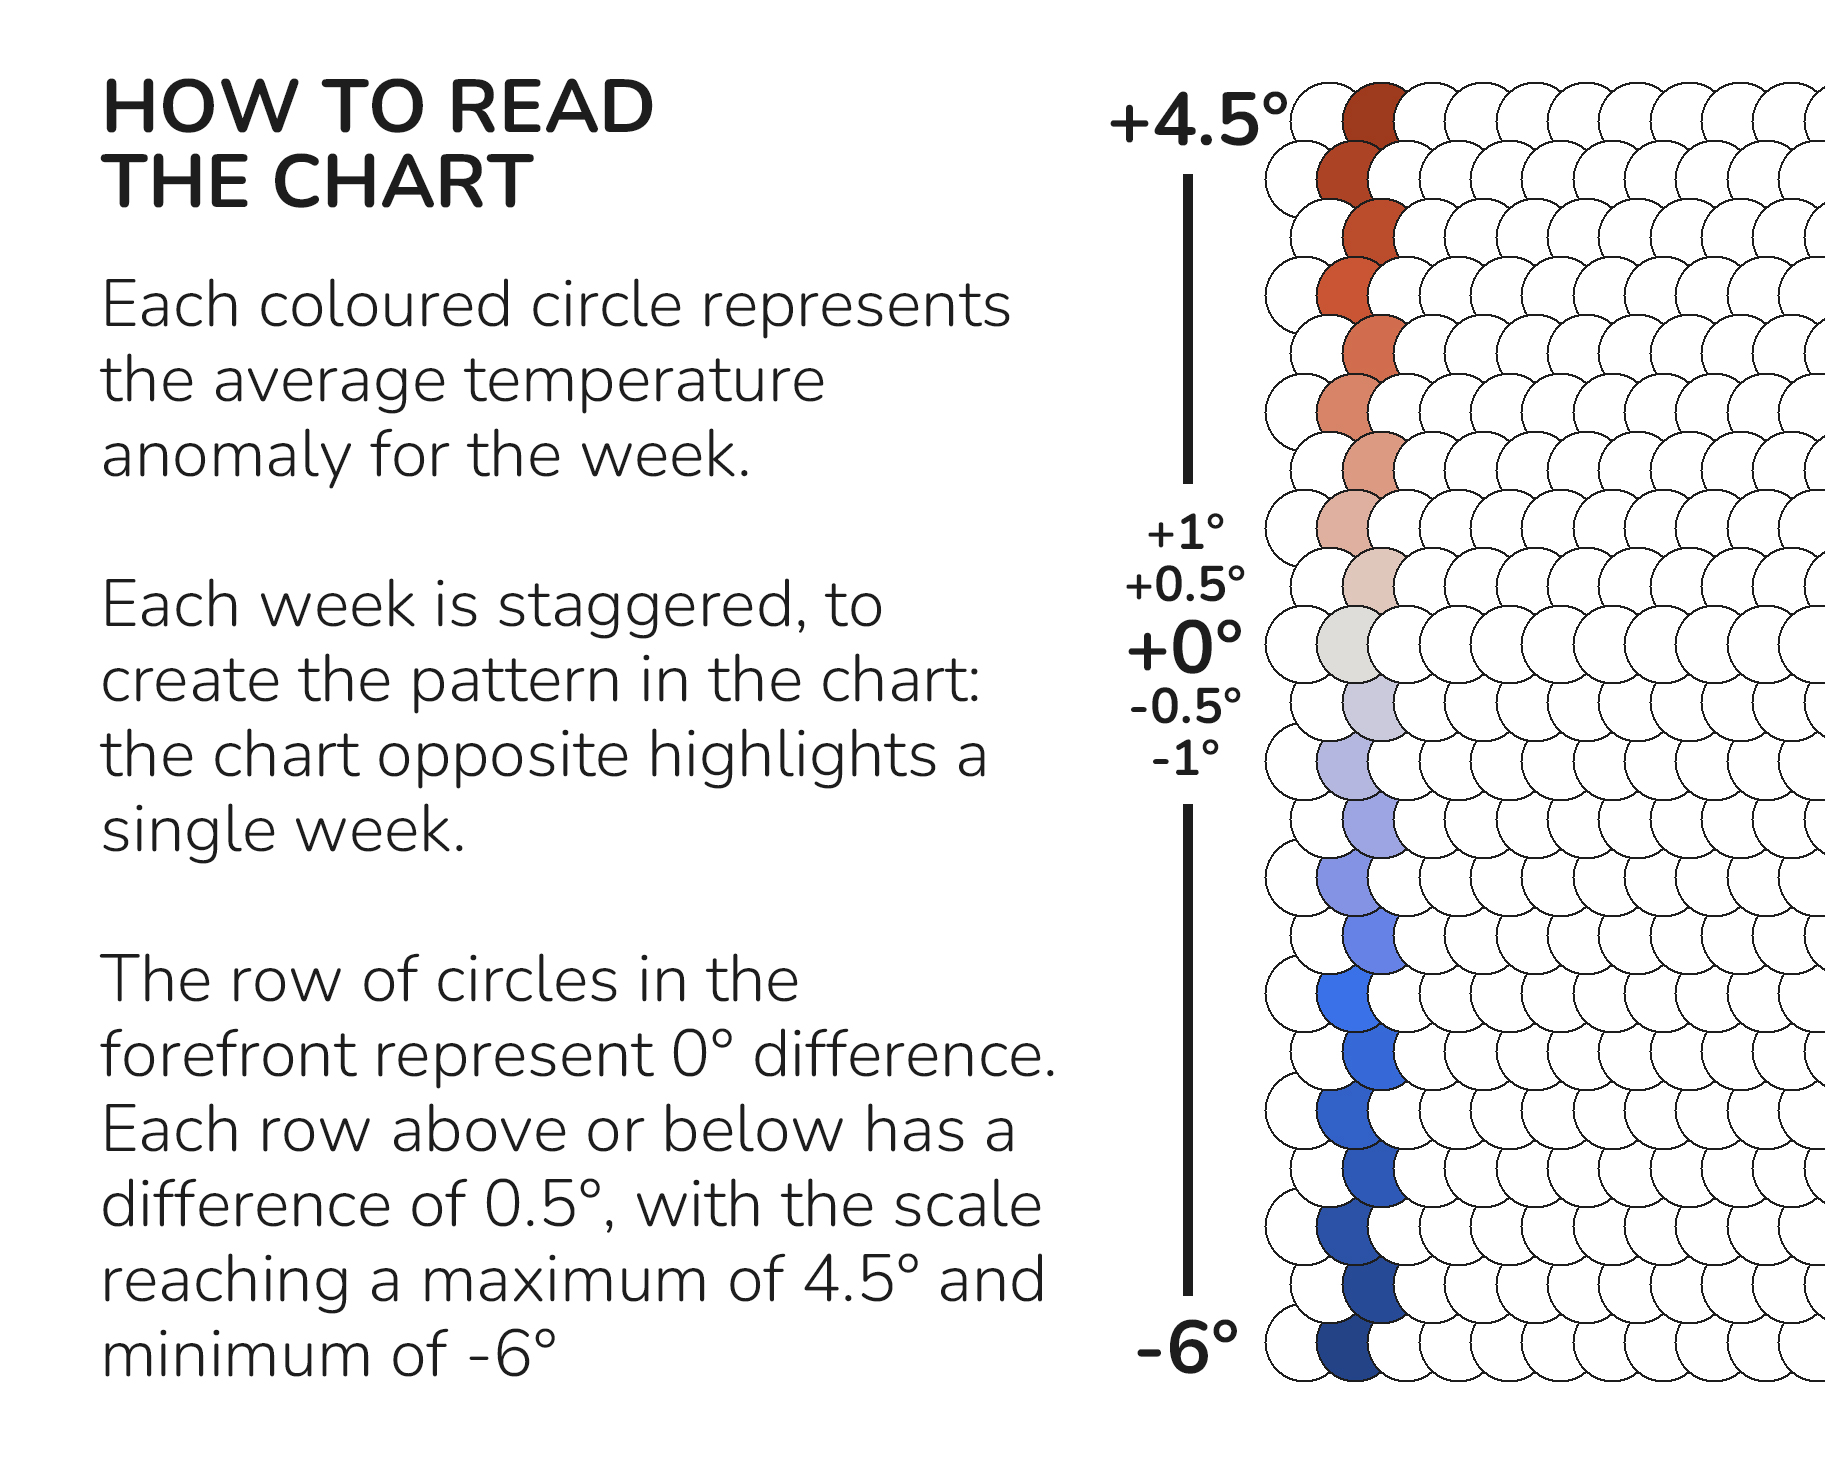 HOW TO READ
THE CHART
Each coloured circle represents
the average temperature
anomaly for the week.
Each week is staggered, to
create the pattern in the chart:
the chart opposite highlights a
single week.
The row of circles in the
forefront represent 0° difference.
Each row above or below has a
difference of 0.5°, with the scale
reaching a maximum of 4.5° and
minimum of -6°
+4.5°
+1°
+0.5°
+0°
-0.5°
-1°
-6°